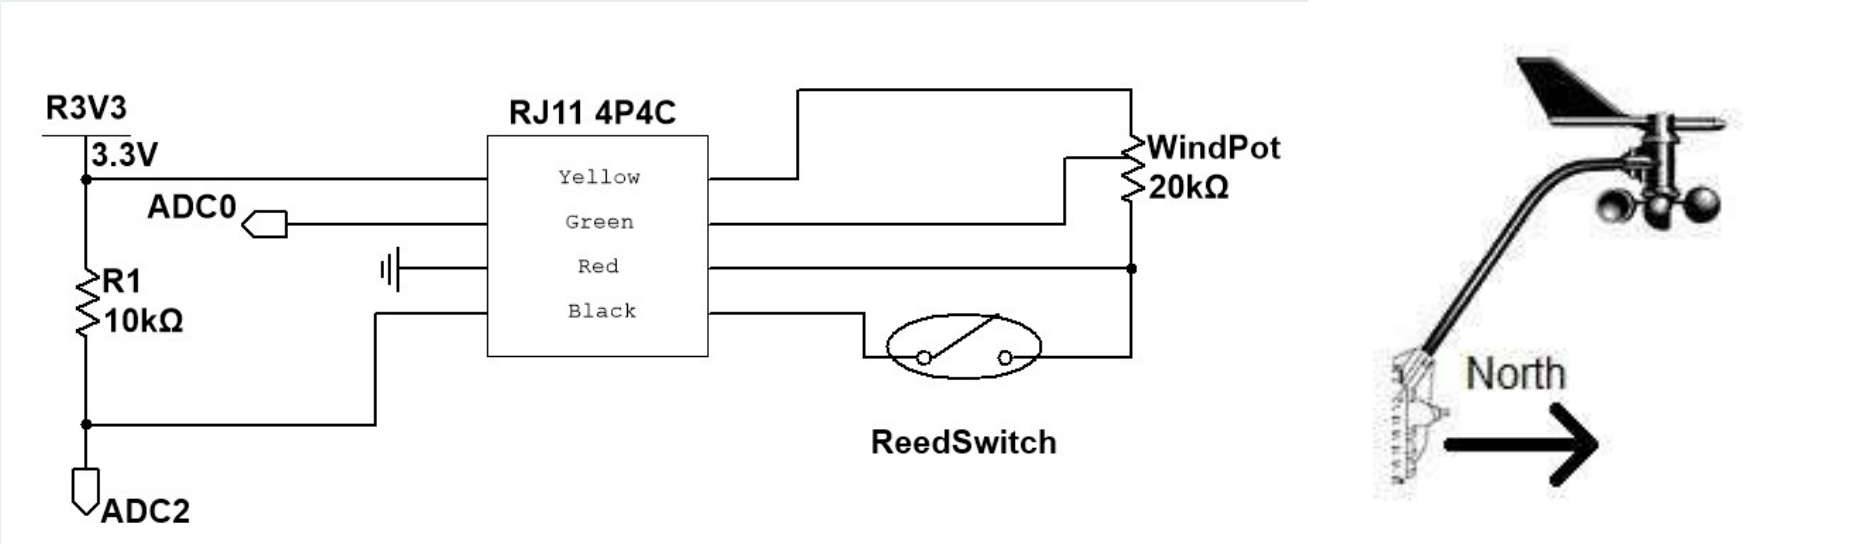 R3V3
3.3V
ADC0
R1
10kΩ
ADC2
RJ11 4P4C
Yellow
Green
Red
Black
WindPot
20kΩ
ReedSwitch
North